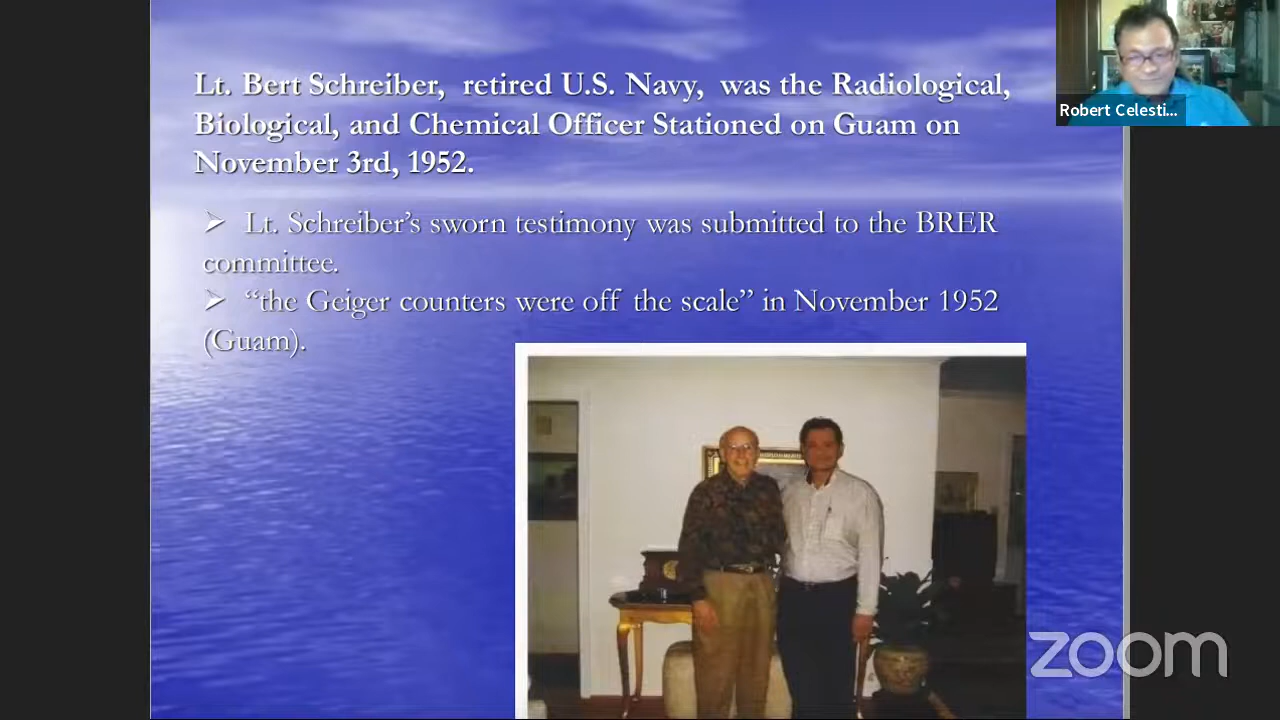 Lt. Bert Schreiber, retired U.S. Navy, was the Radiological,
Biological, and Chemical Officer Stationed on Guam on
November 3rd, 1952.
Robert Celesti...
➢ Lt. Schreiber's sworn testimony was submitted to the BRER
committee.
➢ “the Geiger counters were off the scale” in November 1952
(Guam).
zoom